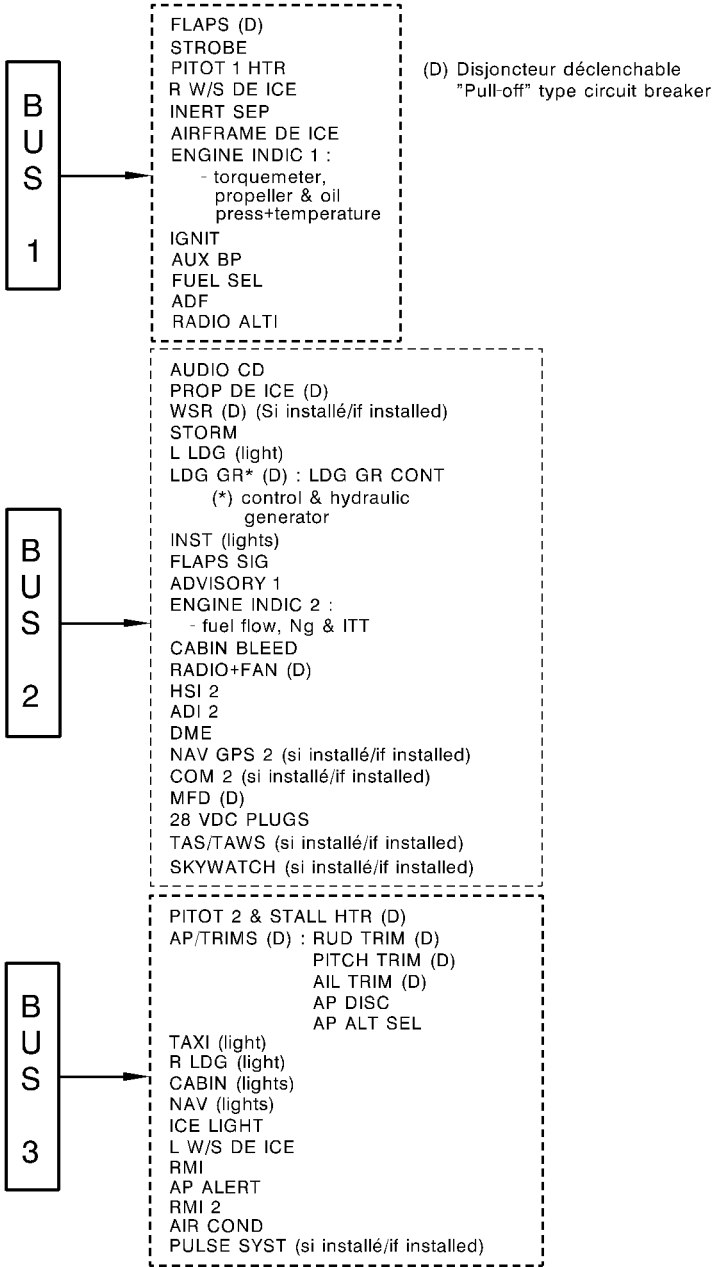 BUS 1
FLAPS (D)
STROBE
PITOT 1 HTR
R W/S DE ICE
INERT SEP
AIRFRAME DE ICE
ENGINE INDIC 1 :
- torquemeter,
propeller & oil
press+temperature
IGNIT
AUX BP
FUEL SEL
ADF
RADIO ALTI
(D) Disjoncteur déclenchable
"Pull-off" type circuit breaker
BUS 2
AUDIO CD
PROP DE ICE (D)
WSR (D) (Si installé/if installed)
STORM
L LDG (light)
LDG GR* (D) : LDG GR CONT
(*) control & hydraulic
generator
INST (lights)
FLAPS SIG
ADVISORY 1
ENGINE INDIC 2 :
- fuel flow, Ng & ITT
CABIN BLEED
RADIO+FAN (D)
HSI 2
ADI 2
DME
NAV GPS 2 (si installé/if installed)
COM 2 (si installé/if installed)
MFD (D)
28 VDC PLUGS
TAS/TAWS (si installé/if installed)
SKYWATCH (si installé/if installed)
BUS 3
PITOT 2 & STALL HTR (D)
AP/TRIMS (D) : RUD TRIM (D)
PITCH TRIM (D)
AIL TRIM (D)
AP DISC
AP ALT SEL
TAXI (light)
R LDG (light)
CABIN (lights)
NAV (lights)
ICE LIGHT
L W/S DE ICE
RMI
AP ALERT
RMI 2
AIR COND
PULSE SYST (si installé/if installed)